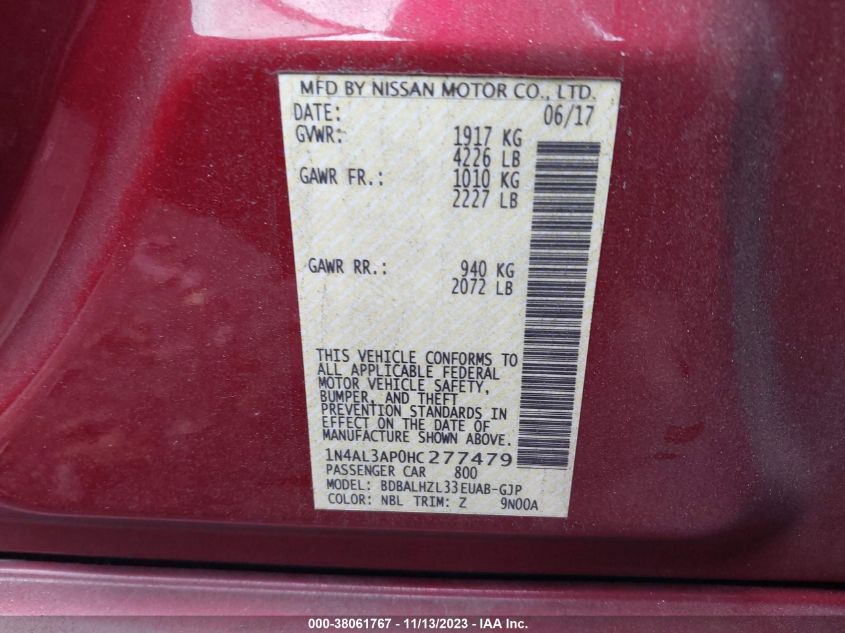 MFD BY NISSAN MOTOR CO., LTD.
DATE: 06/17
GVWR: 1917 KG
4226 LB
GAWR FR.: 1010 KG
2227 LB
GAWR RR.: 940 KG
2072 LB
THIS VEHICLE CONFORMS TO
ALL APPLICABLE FEDERAL
MOTOR VEHICLE SAFETY,
BUMPER, AND THEFT
PREVENTION STANDARDS IN
EFFECT ON THE DATE OF
MANUFACTURE SHOWN ABOVE.
1N4AL3AP0HC277479
PASSENGER CAR 800
MODEL: BDBALHZL33EUAB-GJP
COLOR: NBL TRIM: Z 9N00A
000-38061767 - 11/13/2023 - IAA Inc.